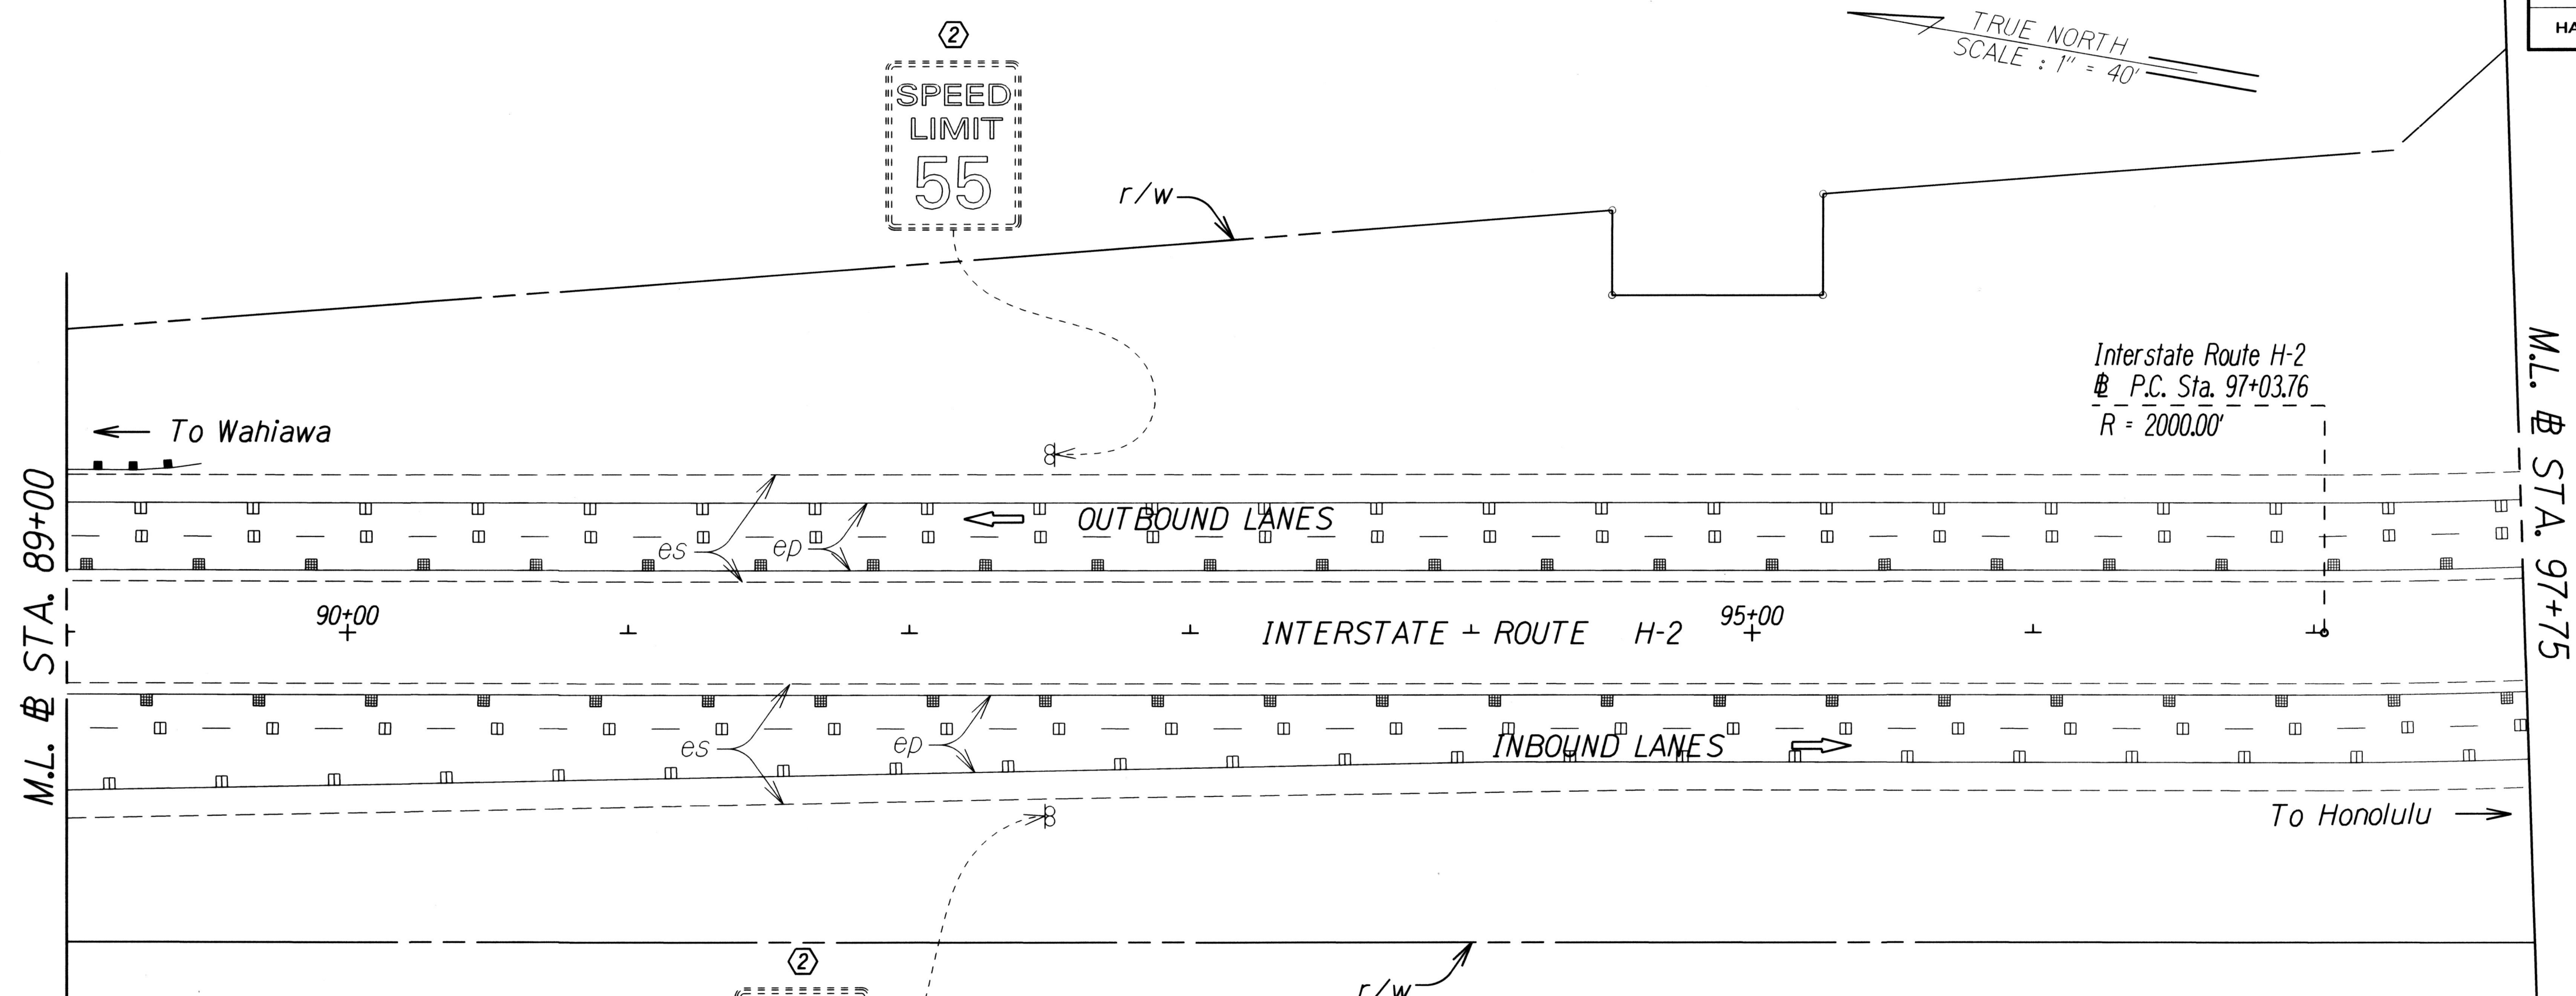 HA
TRUE NORTH
SCALE : 1" = 40'
2
SPEED
LIMIT
55
r/w
Interstate Route H-2
℄ P.C. Sta. 97+03.76
R = 2000.00'
To Wahiawa
OUTBOUND LANES
es
ep
90+00
95+00
INTERSTATE ROUTE H-2
es
ep
INBOUND LANES
To Honolulu
2
r/w
M.L. ℄ STA. 89+00
M.L. ℄ STA. 97+75